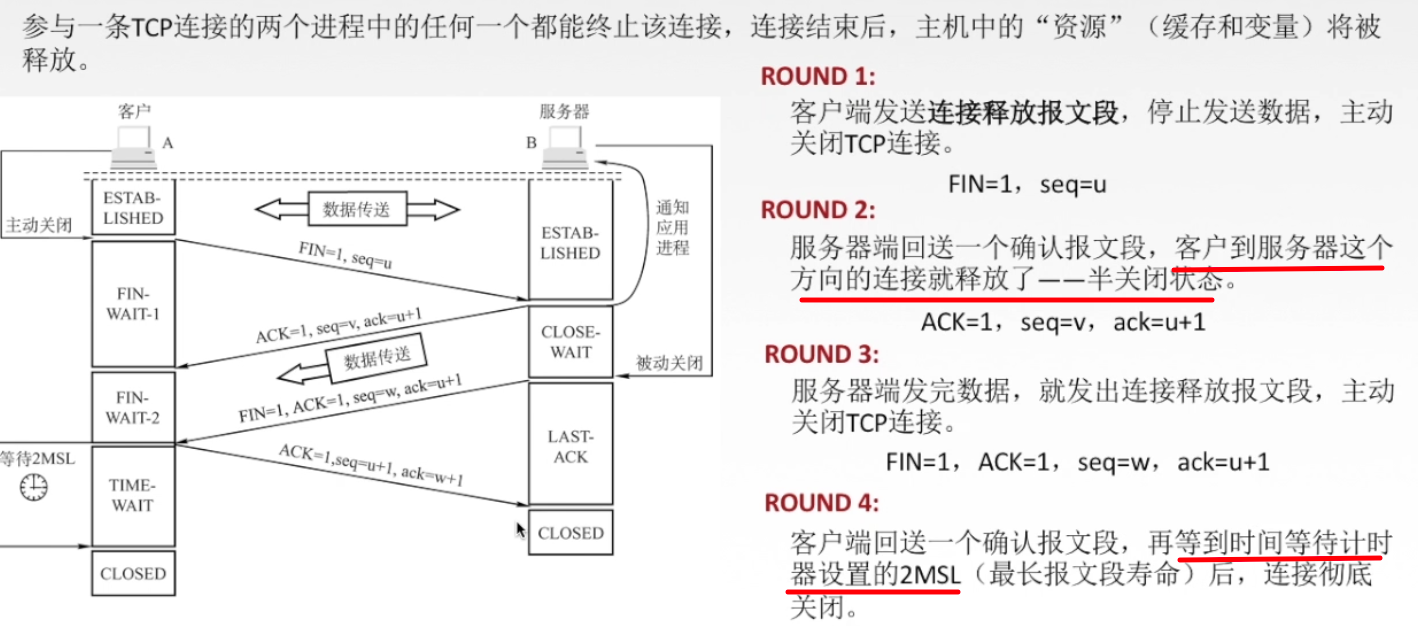 参与一条TCP连接的两个进程中的任何一个都能终止该连接，连接结束后，主机中的“资源”（缓存和变量）将被
释放。
客户
A
服务器
B
ESTAB-
LISHED
数据传送
主动关闭
FIN=1, seq=u
ESTAB-
LISHED
通知
应用
进程
FIN-
WAIT-1
ACK=1, seq=v, ack=u+1
CLOSE-
WAIT
数据传送
被动关闭
FIN-
WAIT-2
FIN=1, ACK=1, seq=w, ack=u+1
LAST-
ACK
等待2MSL
ACK=1,seq=u+1, ack=w+1
TIME-
WAIT
CLOSED
CLOSED
ROUND 1:
客户端发送连接释放报文段，停止发送数据，主动
关闭TCP连接。
FIN=1，seq=u
ROUND 2:
服务器端回送一个确认报文段，客户到服务器这个
方向的连接就释放了——半关闭状态。
ACK=1，seq=v，ack=u+1
ROUND 3:
服务器端发完数据，就发出连接释放报文段，主动
关闭TCP连接。
FIN=1，ACK=1，seq=w，ack=u+1
ROUND 4:
客户端回送一个确认报文段，再等到时间等待计时
器设置的2MSL（最长报文段寿命）后，连接彻底
关闭。